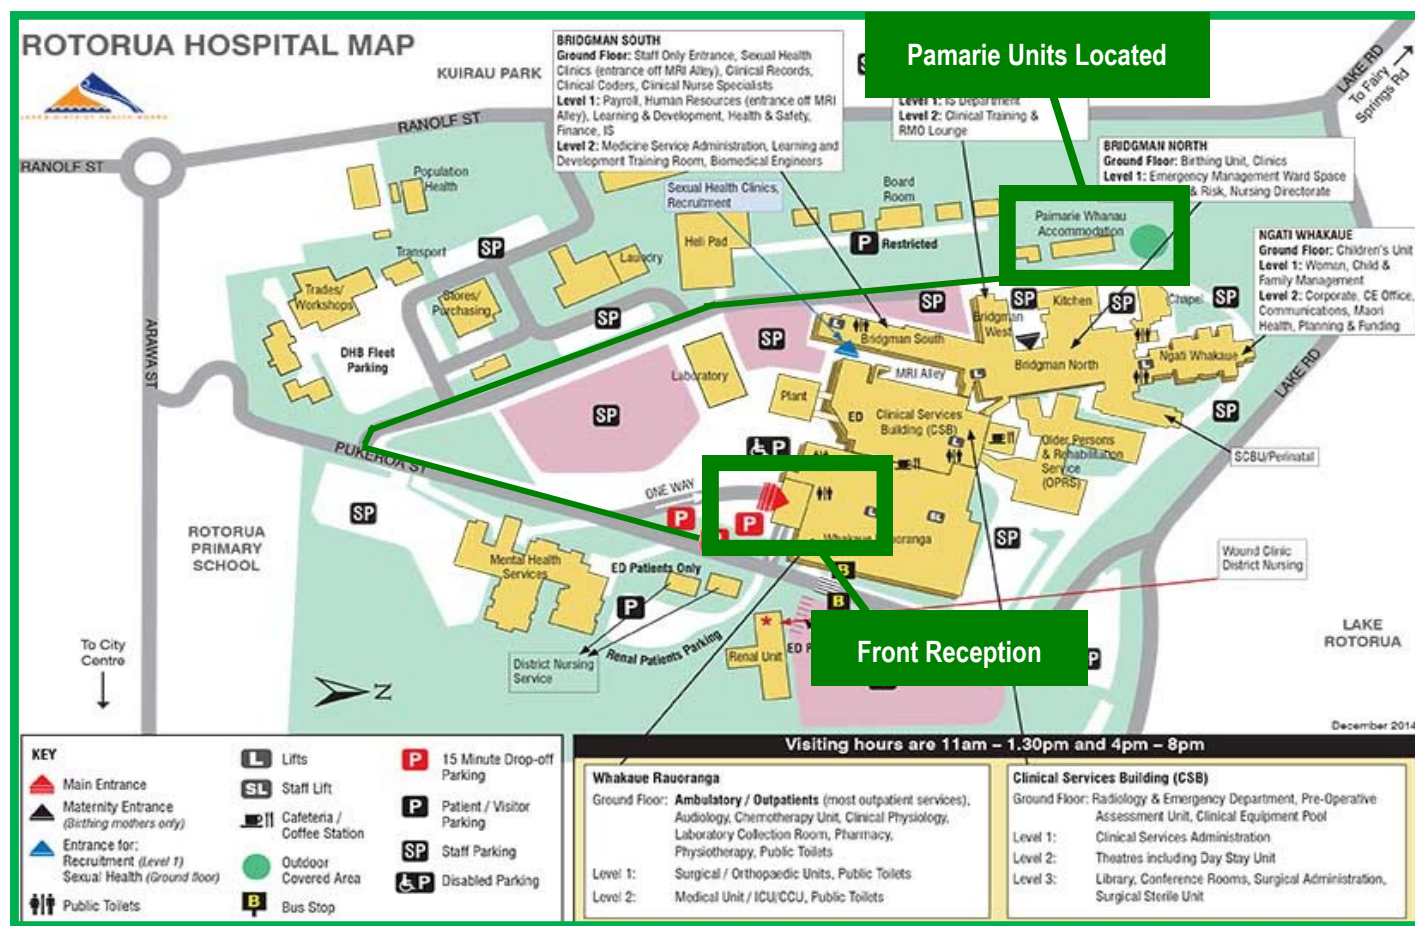 ROTORUA HOSPITAL MAP
KUIRAU PARK
RANOLF ST
RANOLF ST
ARAWA ST
PUKEROA ST
LAKE RD
To Fairy
Springs Rd
LAKE RD
Pamarie Units Located
BRIDGMAN SOUTH
Ground Floor: Staff Only Entrance, Sexual Health
Clinics (entrance off MRI Alley), Clinical Records,
Clinical Coders, Clinical Nurse Specialists
Level 1: Payroll, Human Resources (entrance off MRI
Alley), Learning & Development, Health & Safety,
Finance, IS
Level 2: Medicine Service Administration, Learning and
Development Training Room, Biomedical Engineers
Level 1: IS Department
Level 2: Clinical Training &
RMO Lounge
BRIDGMAN NORTH
Ground Floor: Birthing Unit, Clinics
Level 1: Emergency Management Ward Space
& Risk, Nursing Directorate
NGATI WHAKAUE
Ground Floor: Children's Unit
Level 1: Woman, Child &
Family Management
Level 2: Corporate, CE Office,
Communications, Maori
Health, Planning & Funding
Population
Health
Sexual Health Clinics,
Recruitment
Board
Room
Paimarie Whanau
Accommodation
Transport
SP
Heli Pad
P Restricted
Laundry
Trades/
Workshops
Stores/
Purchasing
SP
SP
SP
SP
SP
SP
Kitchen
Chapel
Bridgman
West
L
Bridgman South
Ngati Whakaue
DHB Fleet
Parking
Laboratory
MRI Alley
L
Bridgman North
L
Plant
SP
ED
Clinical Services
Building (CSB)
L
SP
P
Older Persons
& Rehabilitation
Service
(OPRS)
SCBU/Perinatal
ONE WAY
SP
P
P
L
SL
Whakaue Rauoranga
SP
ROTORUA
PRIMARY
SCHOOL
Mental Health
Services
ED Patients Only
B
Wound Clinic
District Nursing
P
B
LAKE
ROTORUA
To City
Centre
Renal Patients Parking
*
Renal Unit
ED P
Front Reception
P
District Nursing
Service
N
December 2014
KEY
Main Entrance
Maternity Entrance
(Birthing mothers only)
Entrance for:
Recruitment (Level 1)
Sexual Health (Ground floor)
Public Toilets
L Lifts
SL Staff Lift
Cafeteria /
Coffee Station
Outdoor
Covered Area
B Bus Stop
P 15 Minute Drop-off
Parking
P Patient / Visitor
Parking
SP Staff Parking
P Disabled Parking
Visiting hours are 11am – 1.30pm and 4pm – 8pm
Whakaue Rauoranga
Ground Floor: Ambulatory / Outpatients (most outpatient services),
Audiology, Chemotherapy Unit, Clinical Physiology,
Laboratory Collection Room, Pharmacy,
Physiotherapy, Public Toilets
Level 1: Surgical / Orthopaedic Units, Public Toilets
Level 2: Medical Unit / ICU/CCU, Public Toilets
Clinical Services Building (CSB)
Ground Floor: Radiology & Emergency Department, Pre-Operative
Assessment Unit, Clinical Equipment Pool
Level 1: Clinical Services Administration
Level 2: Theatres including Day Stay Unit
Level 3: Library, Conference Rooms, Surgical Administration,
Surgical Sterile Unit